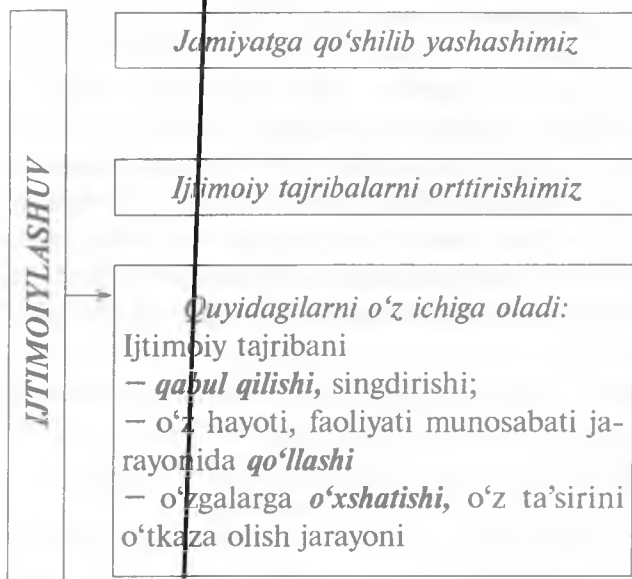 IJTIMOIYLASHUV
Jamiyatga qo‘shilib yashashimiz
Ijtimoiy tajribalarni orttirishimiz
Quyidagilarni o‘z ichiga oladi:
Ijtimoiy tajribani
— qabul qilishi, singdirishi;
— o‘z hayoti, faoliyati munosabati ja-
rayonida qo‘llashi
— o‘zgalarga o‘xshatishi, o‘z ta’sirini
o‘tkaza olish jarayoni